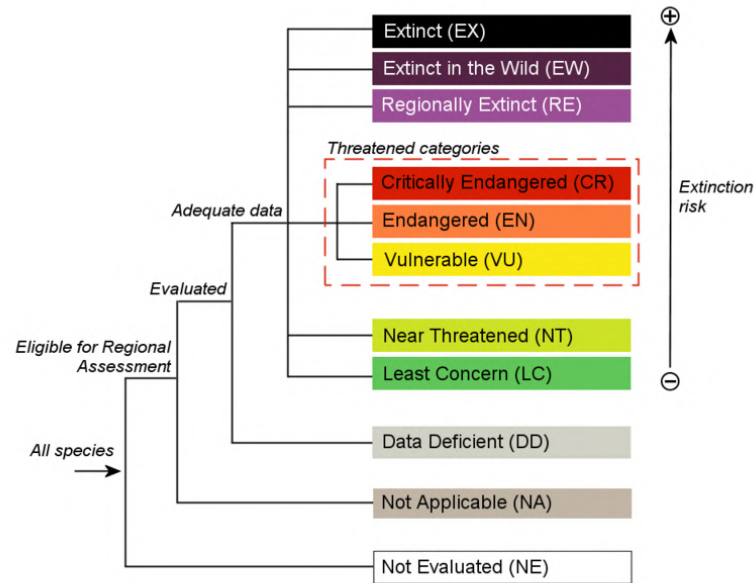 Extinct (EX)
Extinct in the Wild (EW)
Regionally Extinct (RE)
Threatened categories
Critically Endangered (CR)
Extinction
risk
Adequate data
Endangered (EN)
Vulnerable (VU)
Evaluated
Eligible for Regional
Assessment
Near Threatened (NT)
Least Concern (LC)
All species
Data Deficient (DD)
Not Applicable (NA)
Not Evaluated (NE)
+
−